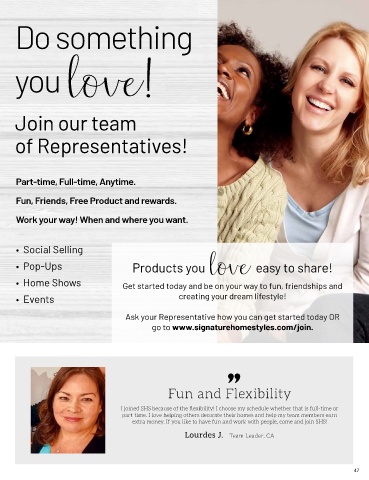 Do something
you love!
Join our team
of Representatives!
Part-time, Full-time, Anytime.
Fun, Friends, Free Product and rewards.
Work your way! When and where you want.
• Social Selling
• Pop-Ups
• Home Shows
• Events
Products you love easy to share!
Get started today and be on your way to fun, friendships and
creating your dream lifestyle!
Ask your Representative how you can get started today OR
go to www.signaturehomestyles.com/join.
”
Fun and Flexibility
I joined SHS because of the flexibility! I choose my schedule whether that is full-time or
part time. I love helping others decorate their homes and help my team members earn
extra money. If you like to have fun and work with people, come and join SHS!
Lourdes J. Team Leader, CA
47